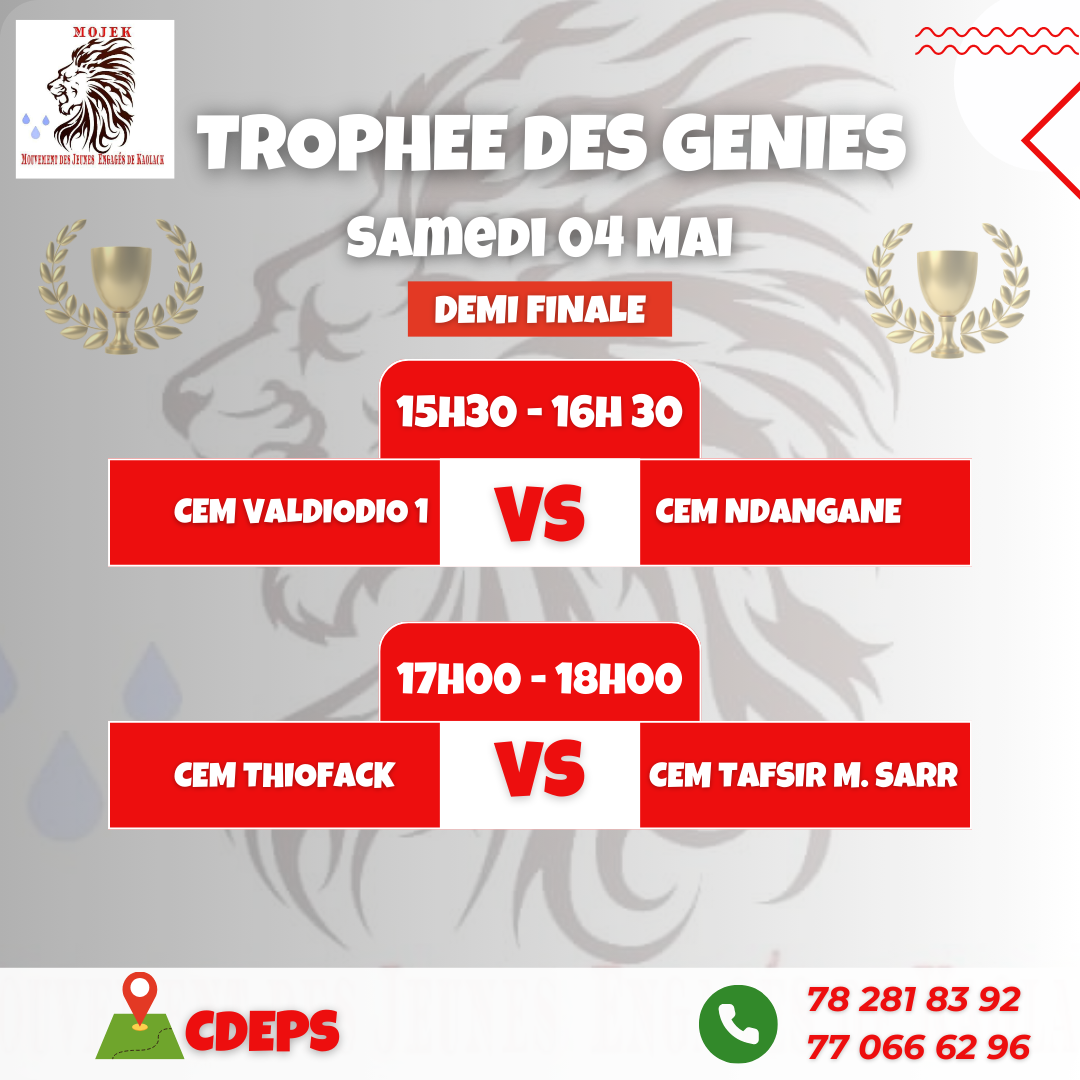 MOJEK
MOUVEMENT DES JEUNES ENGAGÉS DE KAOLACK
TROPHEE DES GENIES
SAMEDI 04 MAI
DEMI FINALE
15H30 - 16H 30
CEM VALDIODIO 1 VS CEM NDANGANE
17H00 - 18H00
CEM THIOFACK VS CEM TAFSIR M. SARR
CDEPS
78 281 83 92
77 066 62 96